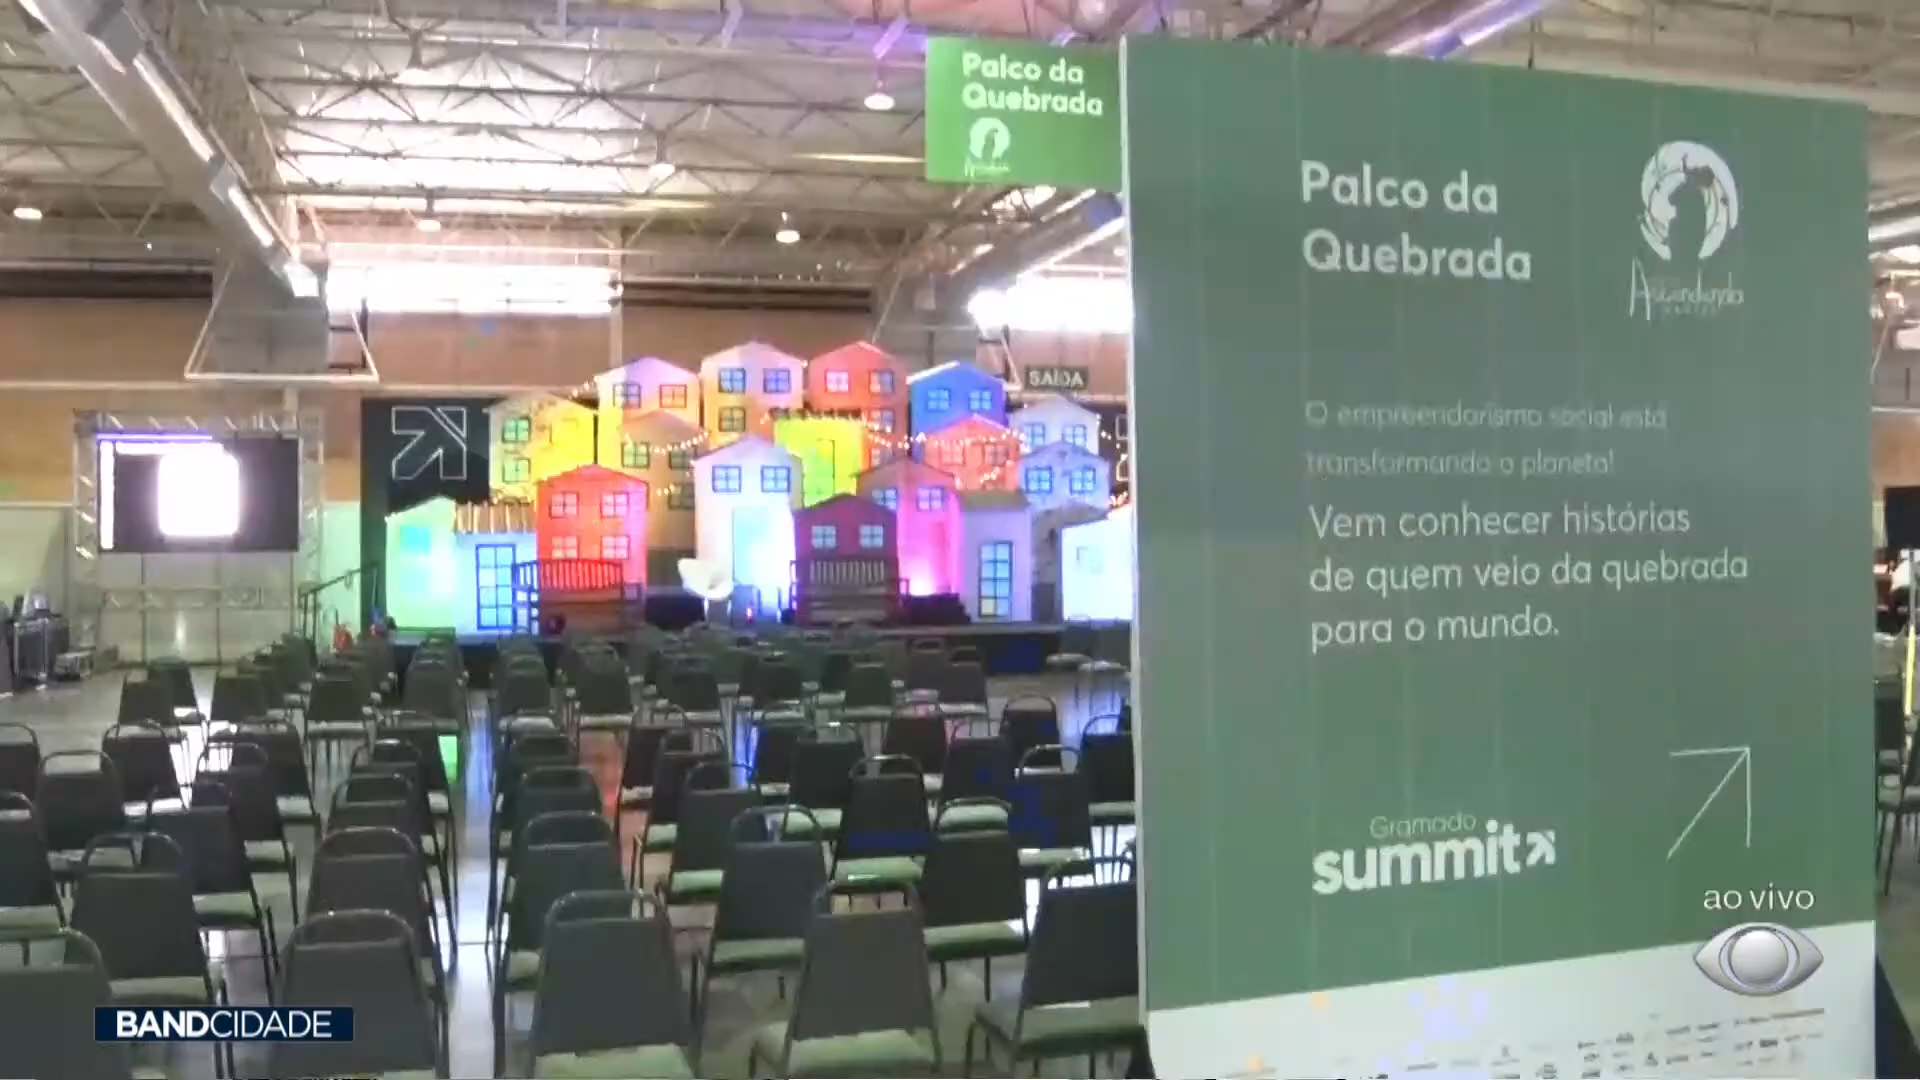 Palco da
Quebrada
Palco da
Quebrada
O empreendorismo social está
transformando o planeta!
Vem conhecer histórias
de quem veio da quebrada
para o mundo.
SAÍDA
Gramado
summit
ao vivo
BANDCIDADE